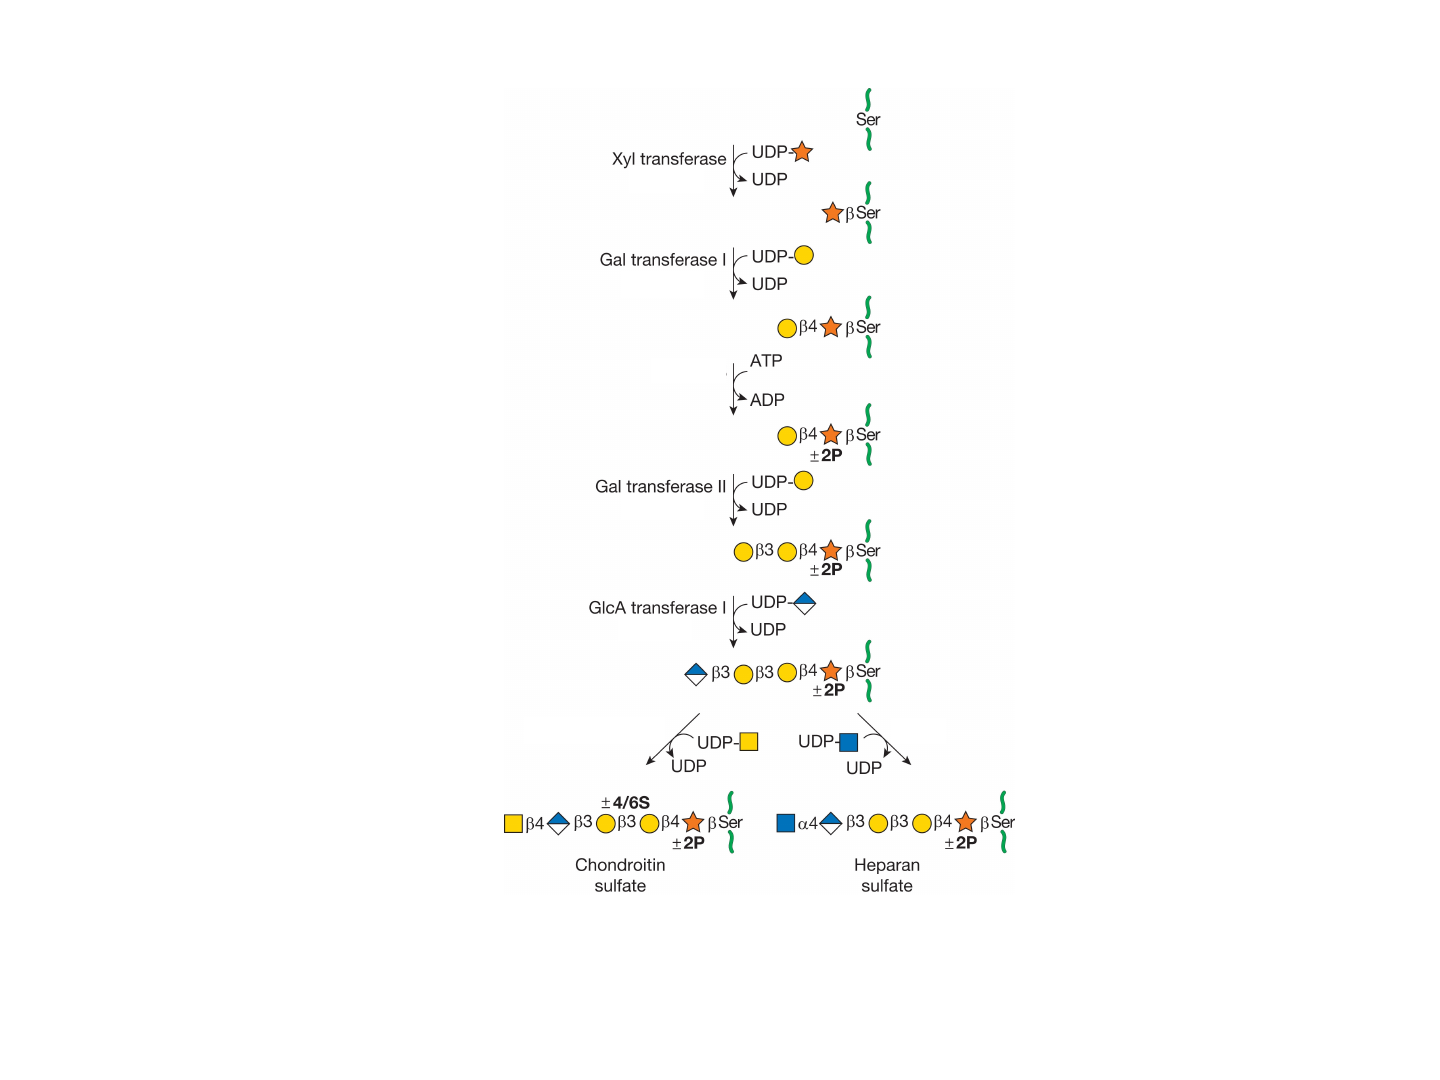 Ser
Xyl transferase
UDP-
UDP
βSer
Gal transferase I
UDP-
UDP
β4 βSer
ATP
ADP
β4 βSer
±2P
Gal transferase II
UDP-
UDP
β3 β4 βSer
±2P
GlcA transferase I
UDP-
UDP
β3 β3 β4 βSer
±2P
UDP- UDP-
UDP UDP
±4/6S
β4 β3 β3 β4 βSer α4 β3 β3 β4 βSer
±2P ±2P
Chondroitin Heparan
sulfate sulfate